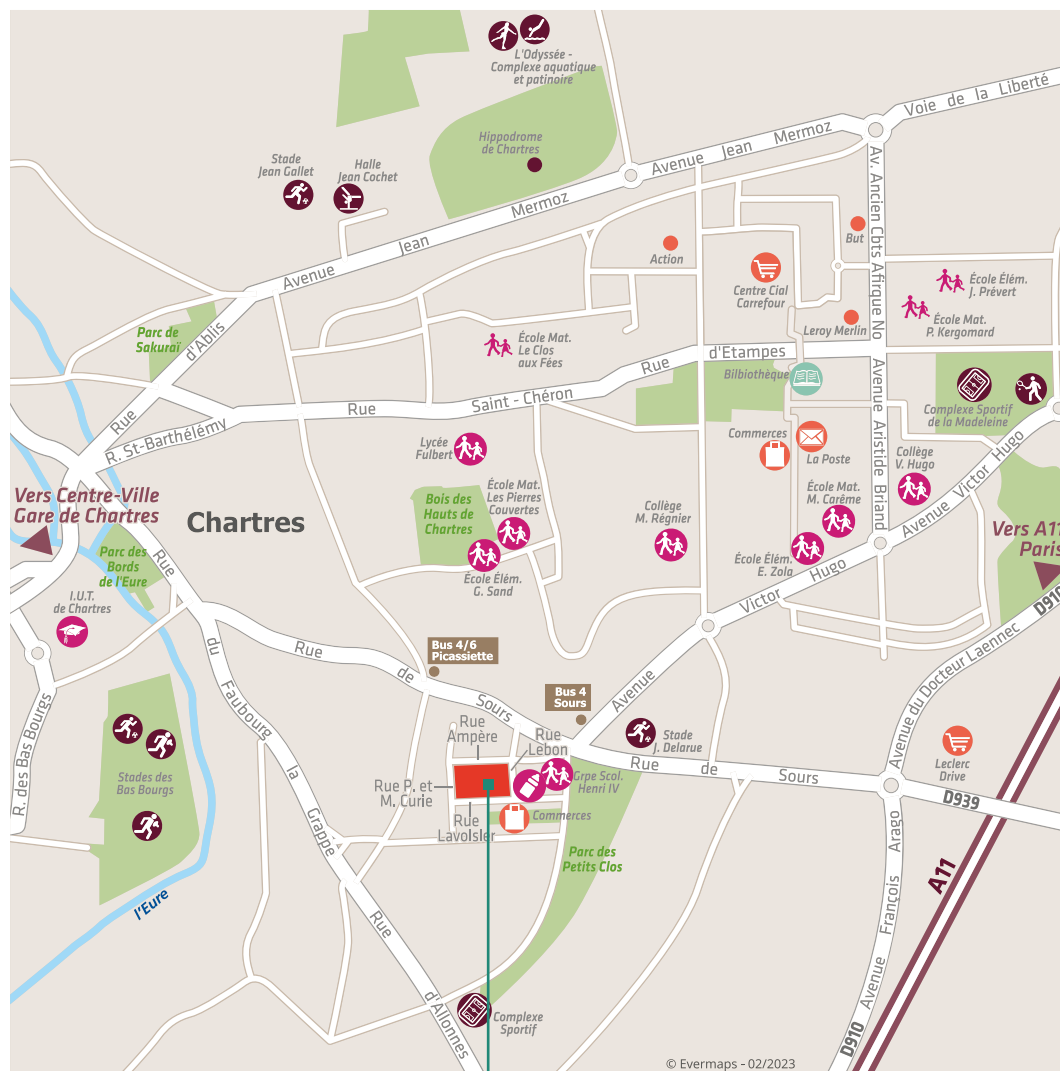 L'Odyssée -
Complexe aquatique
et patinoire
Voie de la Liberté
Hippodrome
de Chartres
Avenue Jean Mermoz
Stade
Jean Gallet
Halle
Jean Cochet
Avenue Jean Mermoz
Av. Ancien Cbts Afirque No
But
Action
Centre Cial
Carrefour
École Élém.
J. Prévert
École Mat.
P. Kergomard
Leroy Merlin
Parc de
Sakuraï
Rue d'Ablis
École Mat.
Le Clos
aux Fées
Rue d'Etampes
Bilbiothèque
Rue Saint - Chéron
Avenue Aristide Briand
Complexe Sportif
de la Madeleine
R. St-Barthélémy
Lycée
Fulbert
Commerces
La Poste
Collège
V. Hugo
Avenue Victor Hugo
Vers Centre-Ville
Gare de Chartres
Chartres
Bois des
Hauts de
Chartres
École Mat.
Les Pierres
Couvertes
École Élém.
G. Sand
Collège
M. Régnier
École Mat.
M. Carême
École Élém.
E. Zola
Vers A11
Paris
Parc des
Bords
de l'Eure
I.U.T.
de Chartres
D910
Avenue Victor Hugo
Rue du Faubourg la Grappe
Rue de Sours
Bus 4/6
Picassiette
Bus 4
Sours
Avenue du Docteur Laennec
R. des Bas Bourgs
Stades des
Bas Bourgs
Rue
Ampère
Rue
Lebon
Stade
J. Delarue
Leclerc
Drive
Rue de Sours
D939
Rue P. et
M. Curie
Grpe Scol.
Henri IV
Rue
Lavoisier
Commerces
Parc des
Petits Clos
A11
l'Eure
Rue d'Allonnes
Avenue François Arego
Complexe
Sportif
D910
© Evermaps - 02/2023